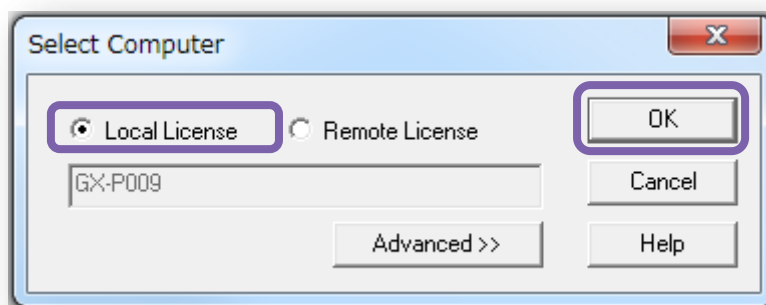 Select Computer
Local License
Remote License
OK
GX-P009
Cancel
Advanced >>
Help